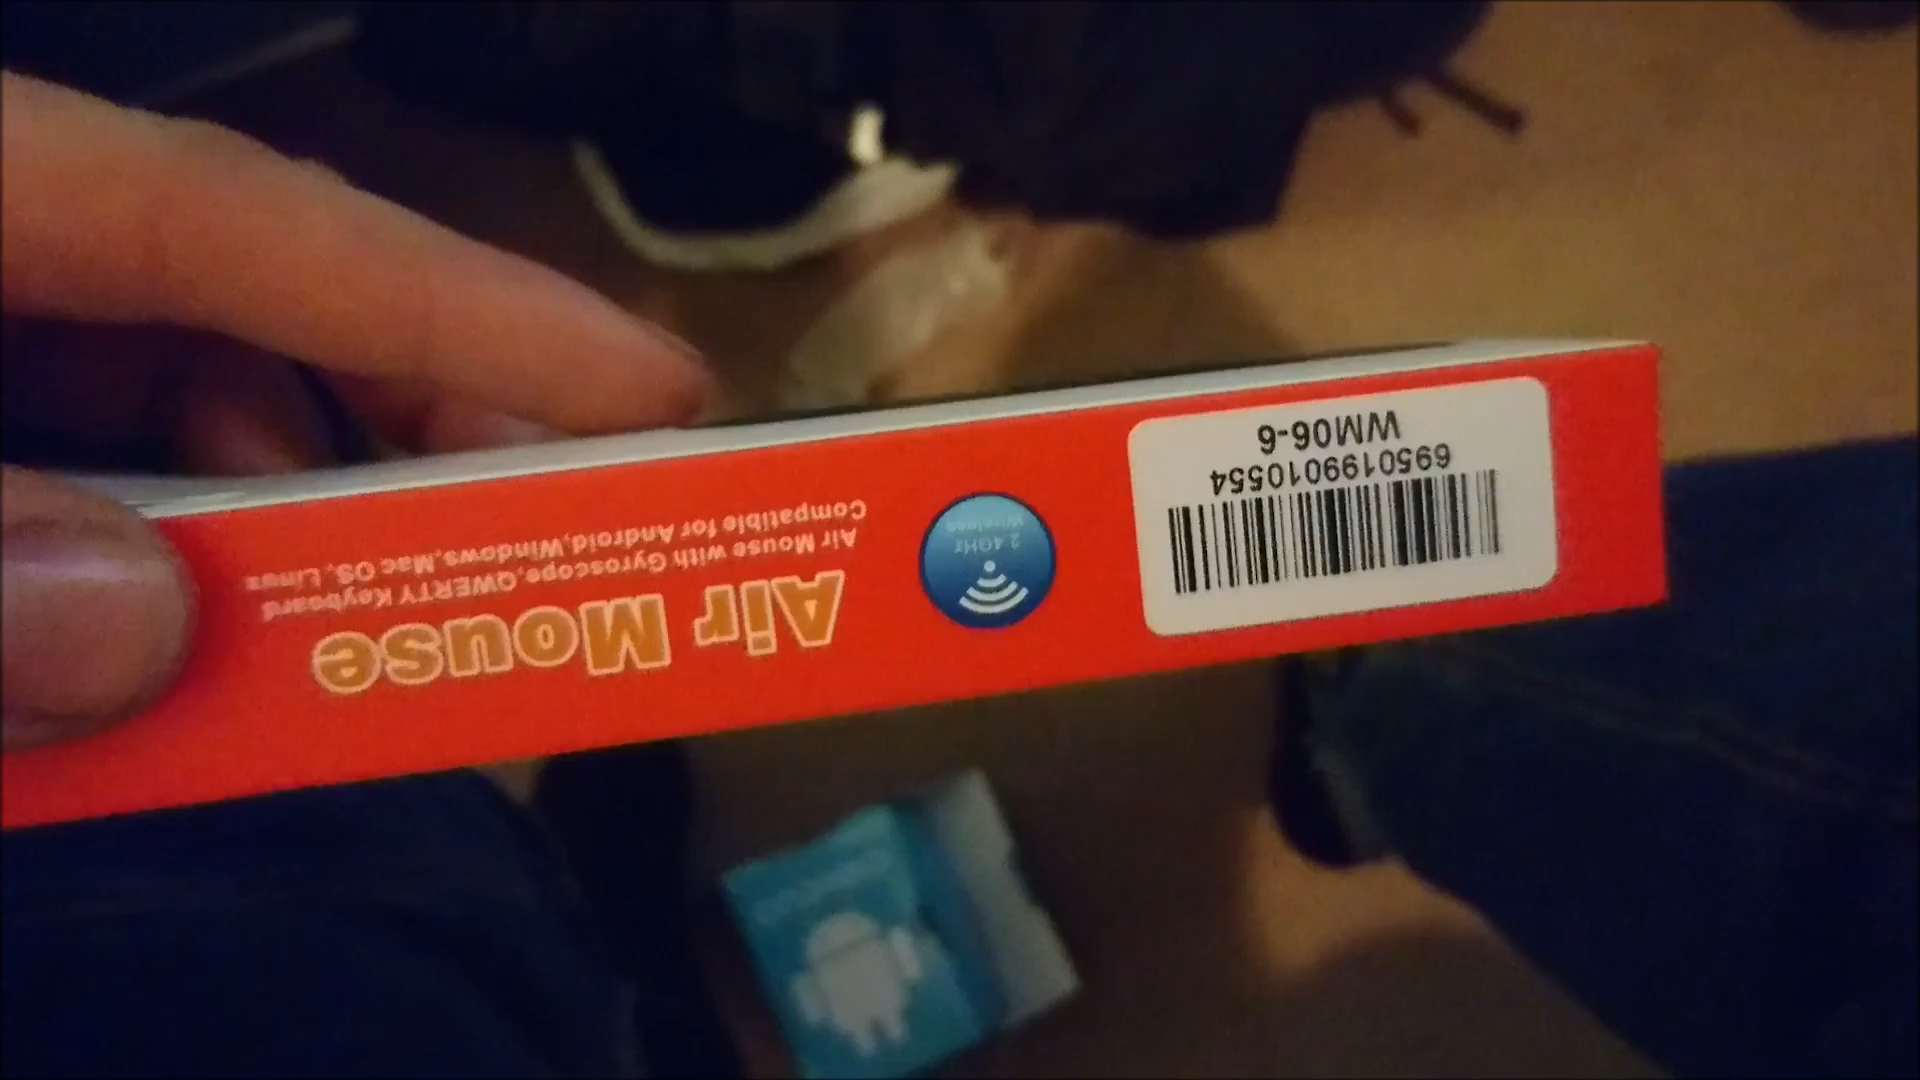 Air Mouse
Air Mouse with Gyroscope,QWERTY Keyboard
Compatible for Android,Windows,Mac OS, Linux
2.4GHz
Wireless
6950199010554
WM06-6